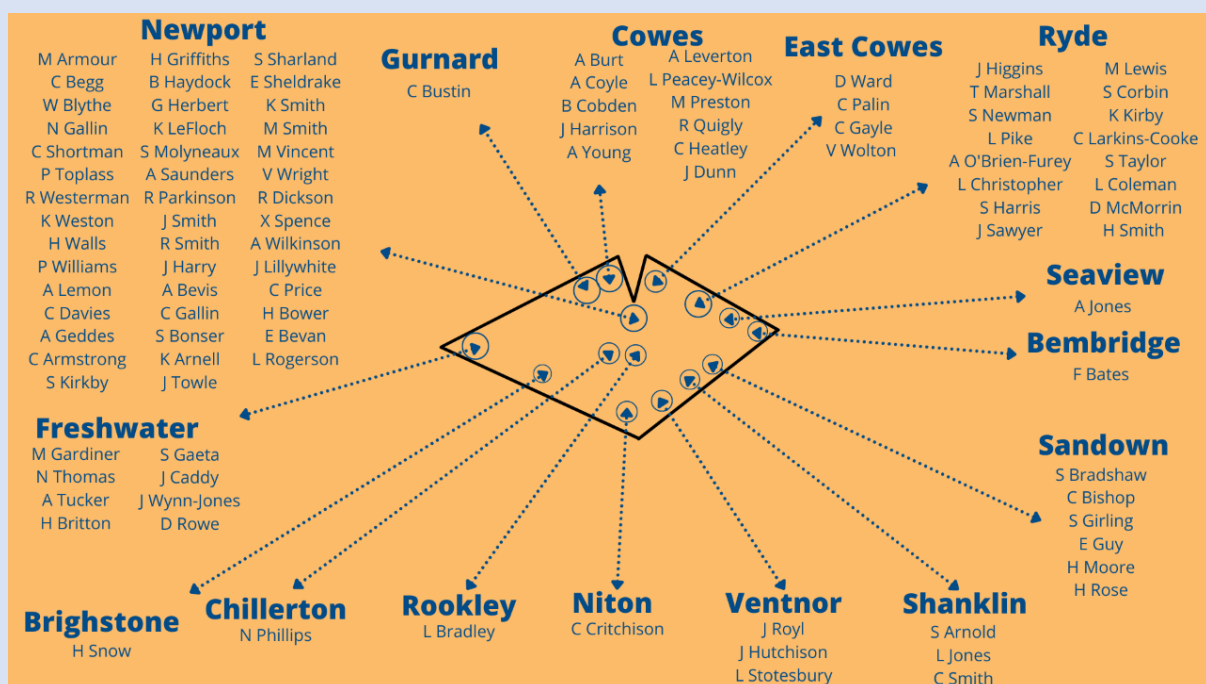 Newport
M Armour
C Begg
W Blythe
N Gallin
C Shortman
P Toplass
R Westerman
K Weston
H Walls
P Williams
A Lemon
C Davies
A Geddes
C Armstrong
S Kirkby
H Griffiths
B Haydock
G Herbert
K LeFloch
S Molyneaux
A Saunders
R Parkinson
J Smith
R Smith
J Harry
A Bevis
C Gallin
S Bonser
K Arnell
J Towle
S Sharland
E Sheldrake
K Smith
M Smith
M Vincent
V Wright
R Dickson
X Spence
A Wilkinson
J Lillywhite
C Price
H Bower
E Bevan
L Rogerson
Gurnard
C Bustin
Cowes
A Burt
A Coyle
B Cobden
J Harrison
A Young
A Leverton
L Peacey-Wilcox
M Preston
R Quigly
C Heatley
J Dunn
East Cowes
D Ward
C Palin
C Gayle
V Wolton
Ryde
J Higgins
T Marshall
S Newman
L Pike
A O'Brien-Furey
L Christopher
S Harris
J Sawyer
M Lewis
S Corbin
K Kirby
C Larkins-Cooke
S Taylor
L Coleman
D McMorrin
H Smith
Seaview
A Jones
Bembridge
F Bates
Freshwater
M Gardiner
N Thomas
A Tucker
H Britton
S Gaeta
J Caddy
J Wynn-Jones
D Rowe
Sandown
S Bradshaw
C Bishop
S Girling
E Guy
H Moore
H Rose
Brighstone
H Snow
Chillerton
N Phillips
Rookley
L Bradley
Niton
C Critchison
Ventnor
J Royl
J Hutchison
L Stotesbury
Shanklin
S Arnold
L Jones
C Smith